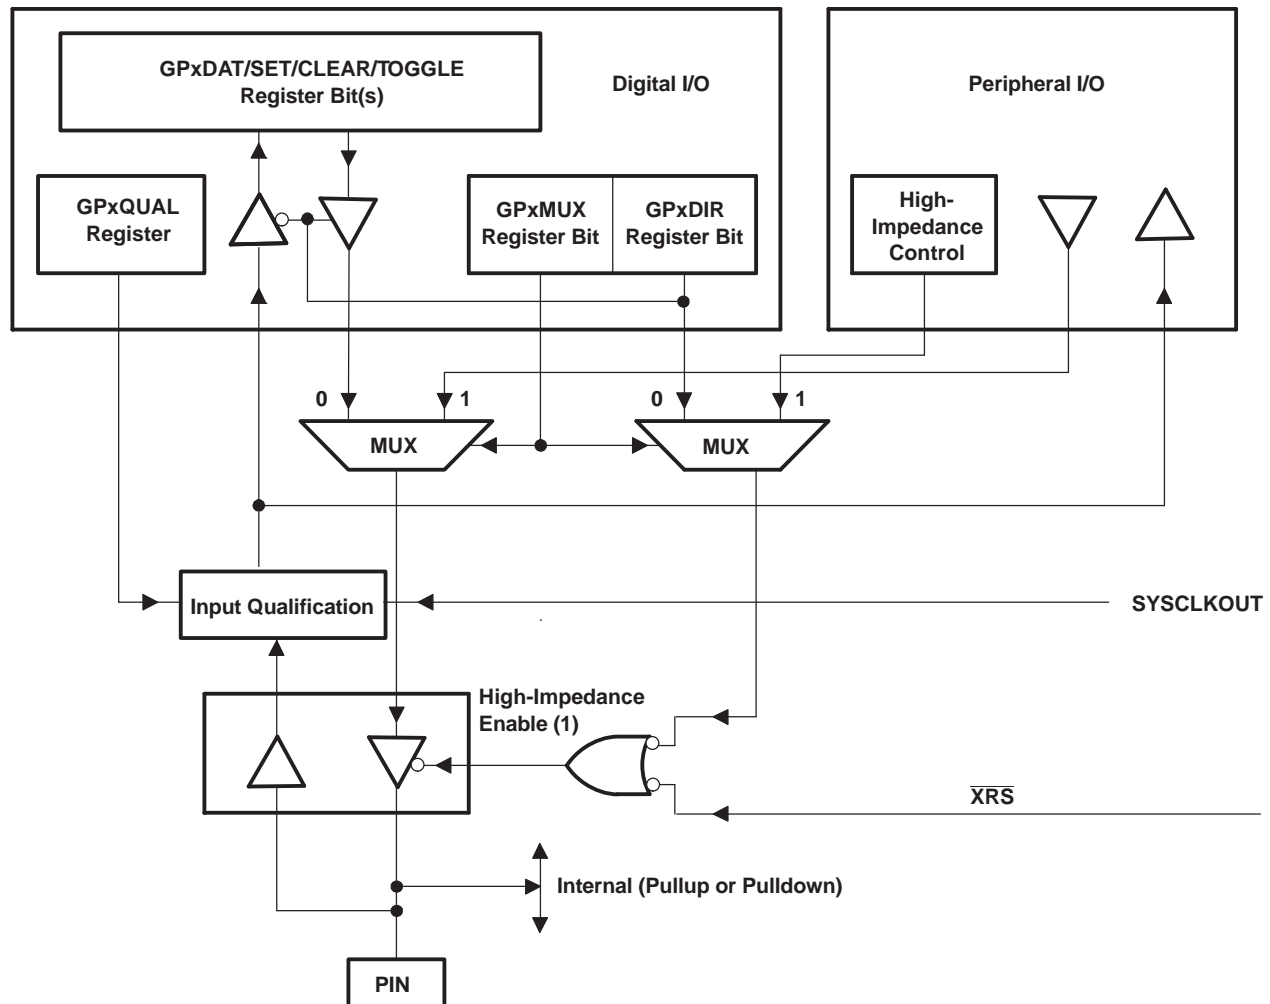 GPxDAT/SET/CLEAR/TOGGLE
Register Bit(s)
Digital I/O
Peripheral I/O
GPxQUAL
Register
GPxMUX
Register Bit
GPxDIR
Register Bit
High-
Impedance
Control
0
1
0
1
MUX
MUX
Input Qualification
SYSCLKOUT
High-Impedance
Enable (1)
XRS
Internal (Pullup or Pulldown)
PIN